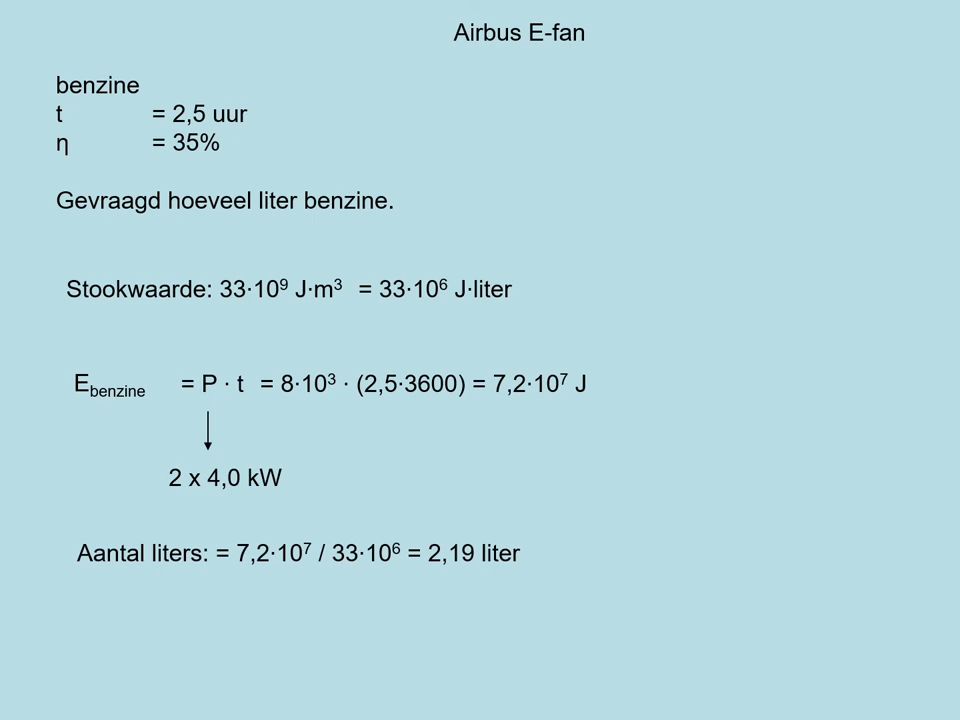 Airbus E-fan
benzine
t = 2,5 uur
η = 35%
Gevraagd hoeveel liter benzine.
Stookwaarde: 33·10⁹ J·m³ = 33·10⁶ J·liter
E_benzine = P · t = 8·10³ · (2,5·3600) = 7,2·10⁷ J
2 x 4,0 kW
Aantal liters: = 7,2·10⁷ / 33·10⁶ = 2,19 liter